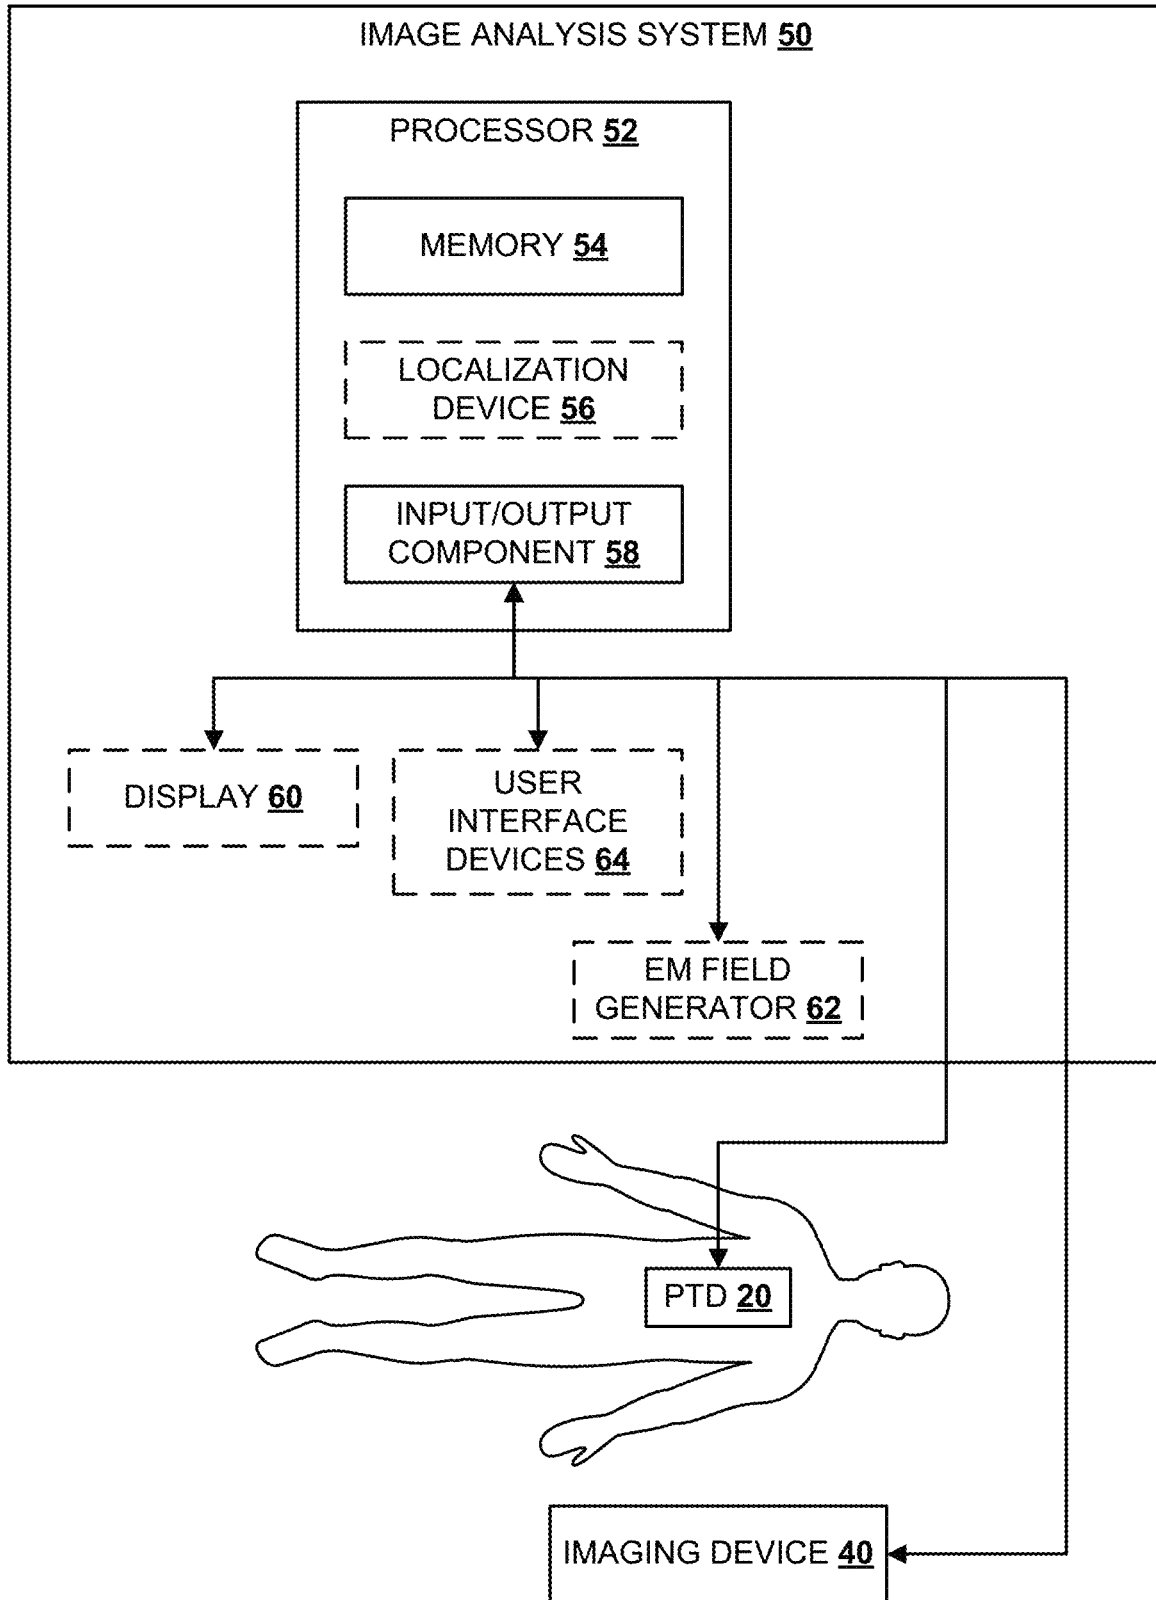 IMAGE ANALYSIS SYSTEM 50
PROCESSOR 52
MEMORY 54
LOCALIZATION
DEVICE 56
INPUT/OUTPUT
COMPONENT 58
DISPLAY 60
USER
INTERFACE
DEVICES 64
EM FIELD
GENERATOR 62
PTD 20
IMAGING DEVICE 40